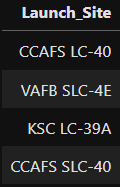 Launch_Site
CCAFS LC-40
VAFB SLC-4E
KSC LC-39A
CCAFS SLC-40